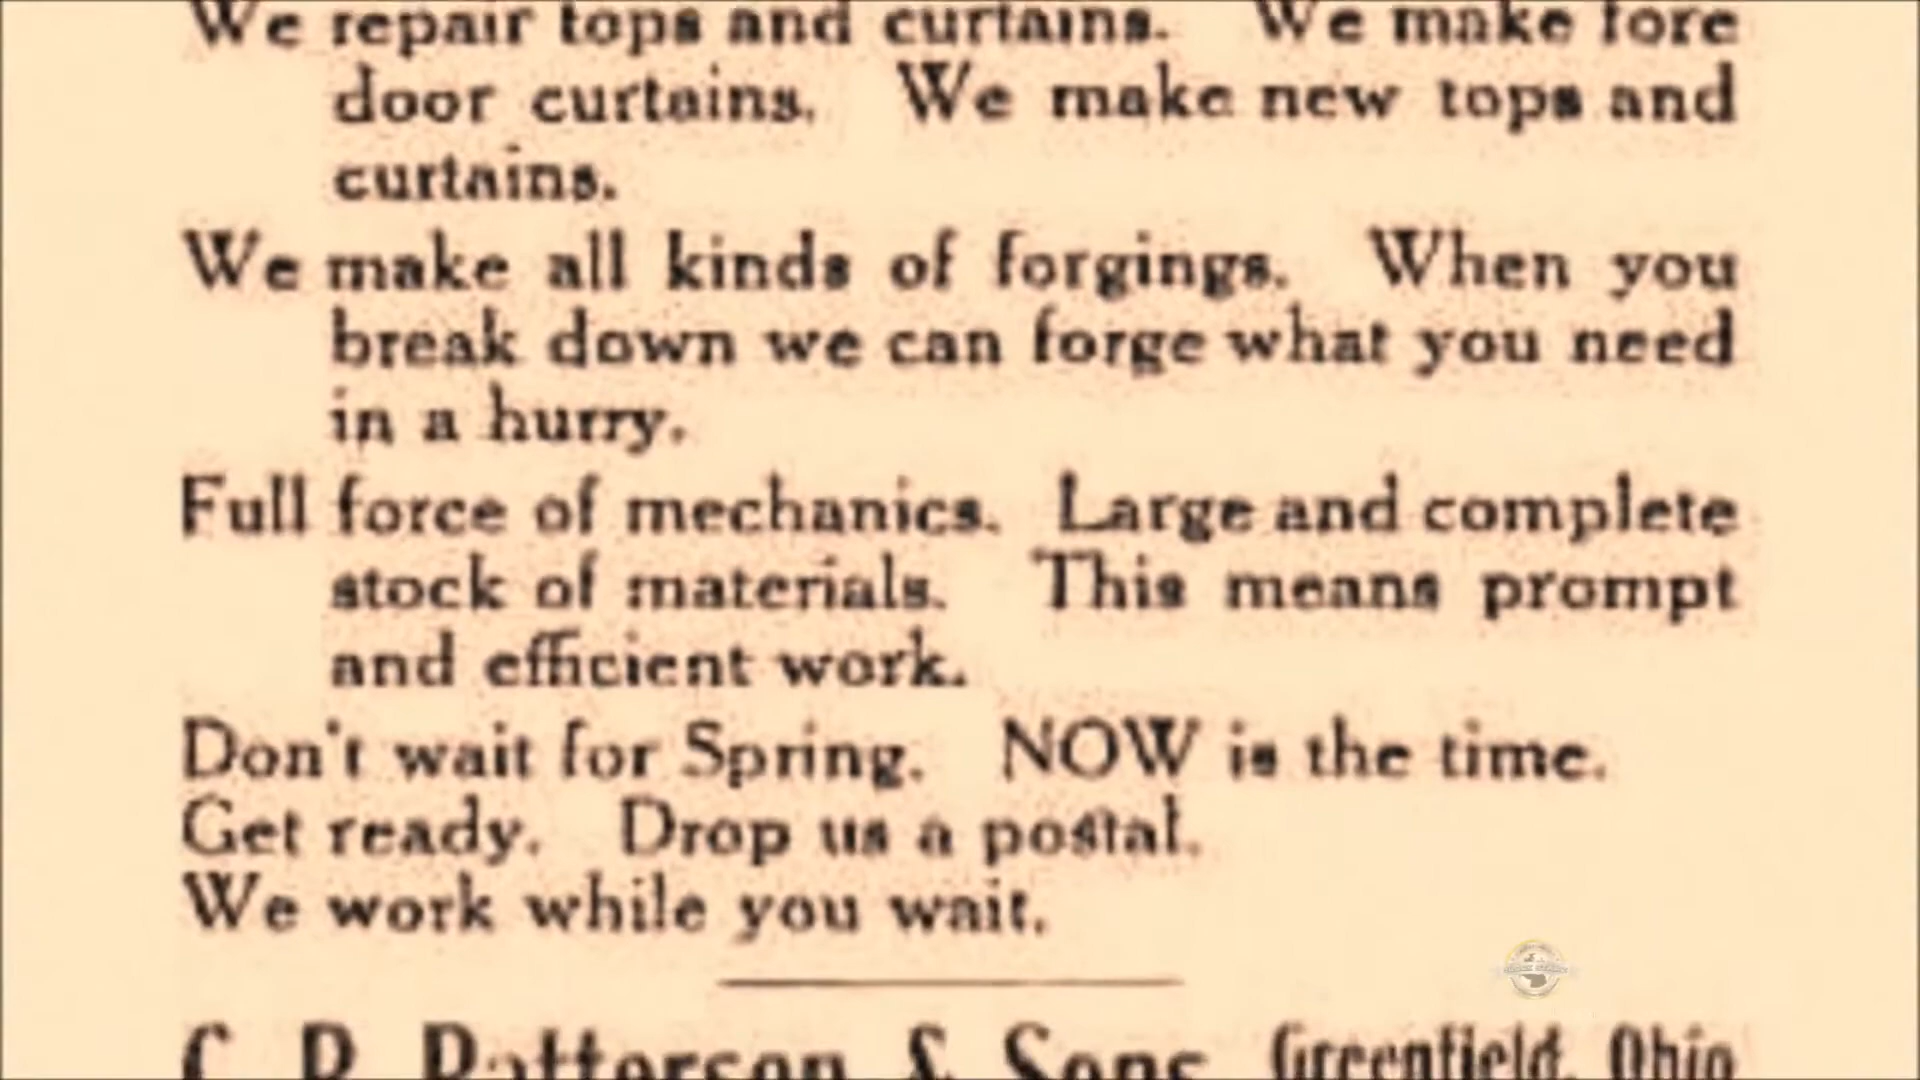 We repair tops and curtains. We make fore
door curtains. We make new tops and
curtains.
We make all kinds of forgings. When you
break down we can forge what you need
in a hurry.
Full force of mechanics. Large and complete
stock of materials. This means prompt
and efficient work.
Don't wait for Spring. NOW is the time.
Get ready. Drop us a postal.
We work while you wait.
C. R. Patterson & Sons, Greenfield, Ohio